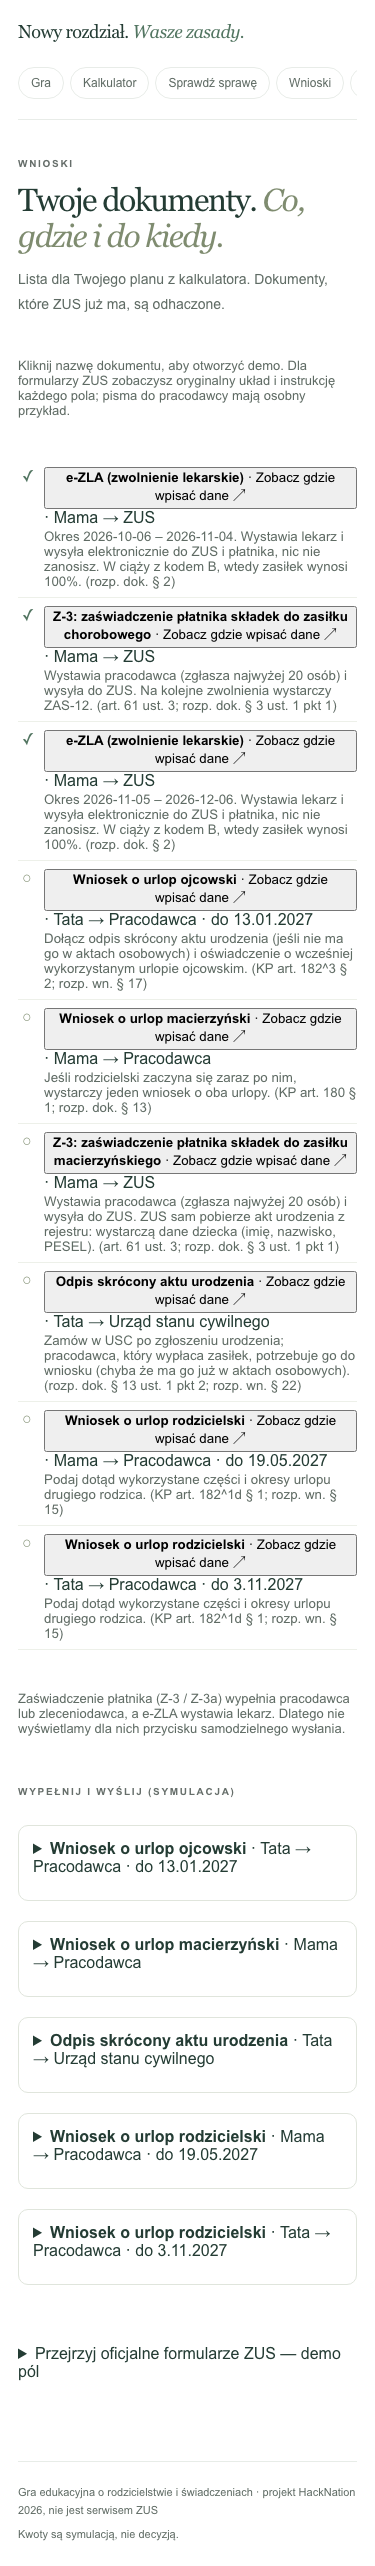 Nowy rozdział. Wasze zasady.
Gra
Kalkulator
Sprawdź sprawę
Wnioski
WNIOSKI
Twoje dokumenty. Co,
gdzie i do kiedy.
Lista dla Twojego planu z kalkulatora. Dokumenty,
które ZUS już ma, są odhaczone.
Kliknij nazwę dokumentu, aby otworzyć demo. Dla
formularzy ZUS zobaczysz oryginalny układ i instrukcję
każdego pola; pisma do pracodawcy mają osobny
przykład.
✓ e-ZLA (zwolnienie lekarskie) · Zobacz gdzie
wpisać dane ↗
· Mama → ZUS
Okres 2026-10-06 – 2026-11-04. Wystawia lekarz i
wysyła elektronicznie do ZUS i płatnika, nic nie
zanosisz. W ciąży z kodem B, wtedy zasiłek wynosi
100%. (rozp. dok. § 2)
✓ Z-3: zaświadczenie płatnika składek do zasiłku
chorobowego · Zobacz gdzie wpisać dane ↗
· Mama → ZUS
Wystawia pracodawca (zgłasza najwyżej 20 osób) i
wysyła do ZUS. Na kolejne zwolnienia wystarczy
ZAS-12. (art. 61 ust. 3; rozp. dok. § 3 ust. 1 pkt 1)
✓ e-ZLA (zwolnienie lekarskie) · Zobacz gdzie
wpisać dane ↗
· Mama → ZUS
Okres 2026-11-05 – 2026-12-06. Wystawia lekarz i
wysyła elektronicznie do ZUS i płatnika, nic nie
zanosisz. W ciąży z kodem B, wtedy zasiłek wynosi
100%. (rozp. dok. § 2)
○ Wniosek o urlop ojcowski · Zobacz gdzie
wpisać dane ↗
· Tata → Pracodawca · do 13.01.2027
Dołącz odpis skrócony aktu urodzenia (jeśli nie ma
go w aktach osobowych) i oświadczenie o wcześniej
wykorzystanym urlopie ojcowskim. (KP art. 182^3 §
2; rozp. wn. § 17)
○ Wniosek o urlop macierzyński · Zobacz gdzie
wpisać dane ↗
· Mama → Pracodawca
Jeśli rodzicielski zaczyna się zaraz po nim,
wystarczy jeden wniosek o oba urlopy. (KP art. 180 §
1; rozp. dok. § 13)
○ Z-3: zaświadczenie płatnika składek do zasiłku
macierzyńskiego · Zobacz gdzie wpisać dane ↗
· Mama → ZUS
Wystawia pracodawca (zgłasza najwyżej 20 osób) i
wysyła do ZUS. ZUS sam pobierze akt urodzenia z
rejestru: wystarczą dane dziecka (imię, nazwisko,
PESEL). (art. 61 ust. 3; rozp. dok. § 3 ust. 1 pkt 1)
○ Odpis skrócony aktu urodzenia · Zobacz gdzie
wpisać dane ↗
· Tata → Urząd stanu cywilnego
Zamów w USC po zgłoszeniu urodzenia;
pracodawca, który wypłaca zasiłek, potrzebuje go do
wniosku (chyba że ma go już w aktach osobowych).
(rozp. dok. § 13 ust. 1 pkt 2; rozp. wn. § 22)
○ Wniosek o urlop rodzicielski · Zobacz gdzie
wpisać dane ↗
· Mama → Pracodawca · do 19.05.2027
Podaj dotąd wykorzystane części i okresy urlopu
drugiego rodzica. (KP art. 182^1d § 1; rozp. wn. §
15)
○ Wniosek o urlop rodzicielski · Zobacz gdzie
wpisać dane ↗
· Tata → Pracodawca · do 3.11.2027
Podaj dotąd wykorzystane części i okresy urlopu
drugiego rodzica. (KP art. 182^1d § 1; rozp. wn. §
15)
Zaświadczenie płatnika (Z-3 / Z-3a) wypełnia pracodawca
lub zleceniodawca, a e-ZLA wystawia lekarz. Dlatego nie
wyświetlamy dla nich przycisku samodzielnego wysłania.
WYPEŁNIJ I WYŚLIJ (SYMULACJA)
▶ Wniosek o urlop ojcowski · Tata →
Pracodawca · do 13.01.2027
▶ Wniosek o urlop macierzyński · Mama
→ Pracodawca
▶ Odpis skrócony aktu urodzenia · Tata
→ Urząd stanu cywilnego
▶ Wniosek o urlop rodzicielski · Mama
→ Pracodawca · do 19.05.2027
▶ Wniosek o urlop rodzicielski · Tata →
Pracodawca · do 3.11.2027
▶ Przejrzyj oficjalne formularze ZUS — demo
pól
Gra edukacyjna o rodzicielstwie i świadczeniach · projekt HackNation
2026, nie jest serwisem ZUS
Kwoty są symulacją, nie decyzją.